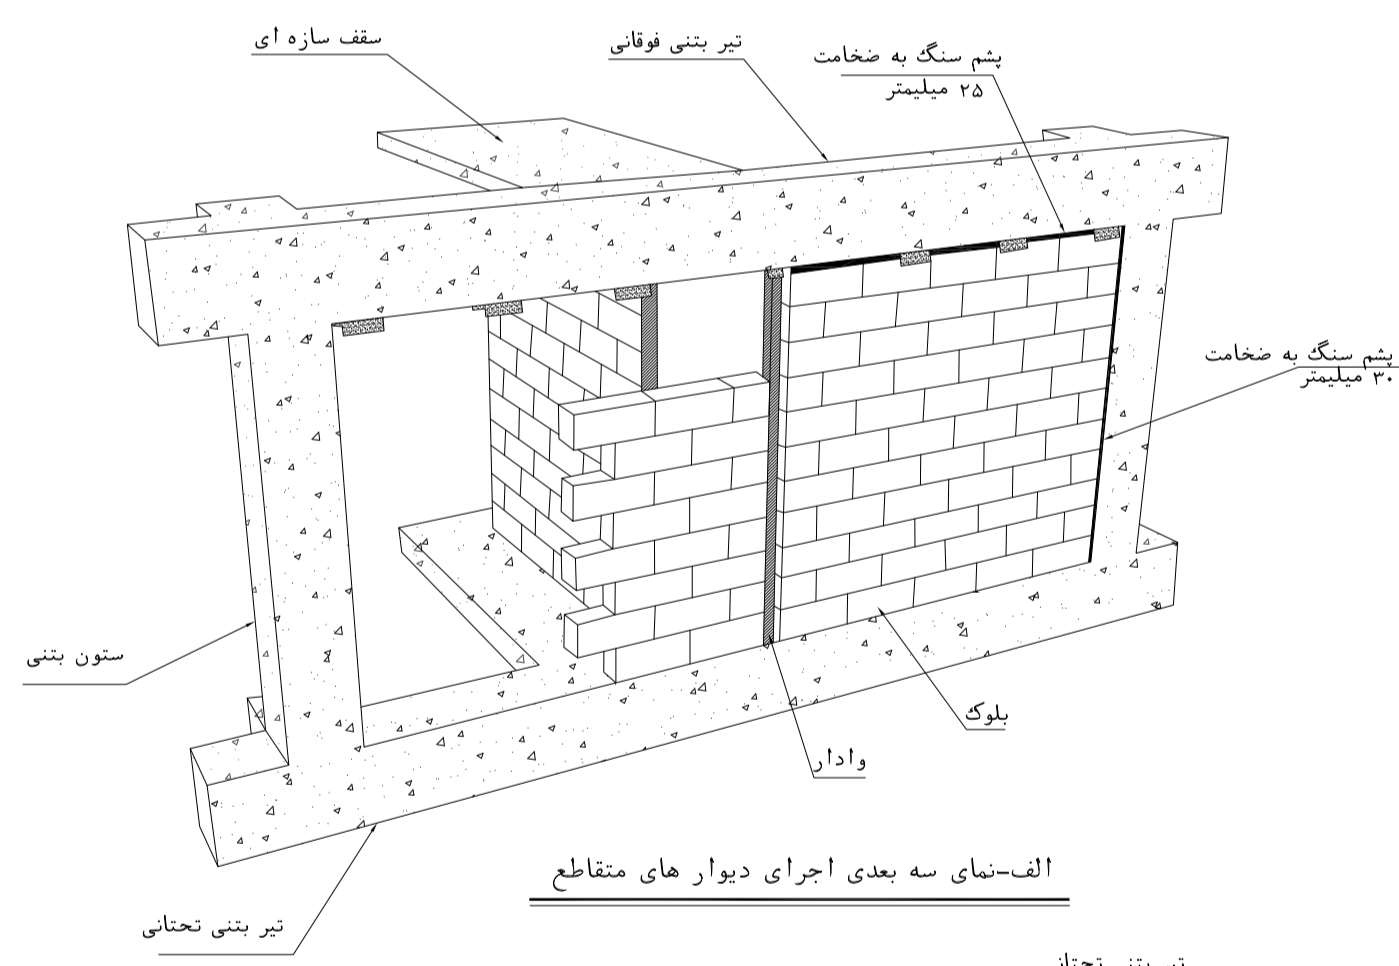 سقف سازه ای
تیر بتنی فوقانی
پشم سنگ به ضخامت
۲۵ میلیمتر
پشم سنگ به ضخامت
۳۰ میلیمتر
ستون بتنی
بلوک
وادار
الف-نمای سه بعدی اجرای دیوار های متقاطع
تیر بتنی تحتانی